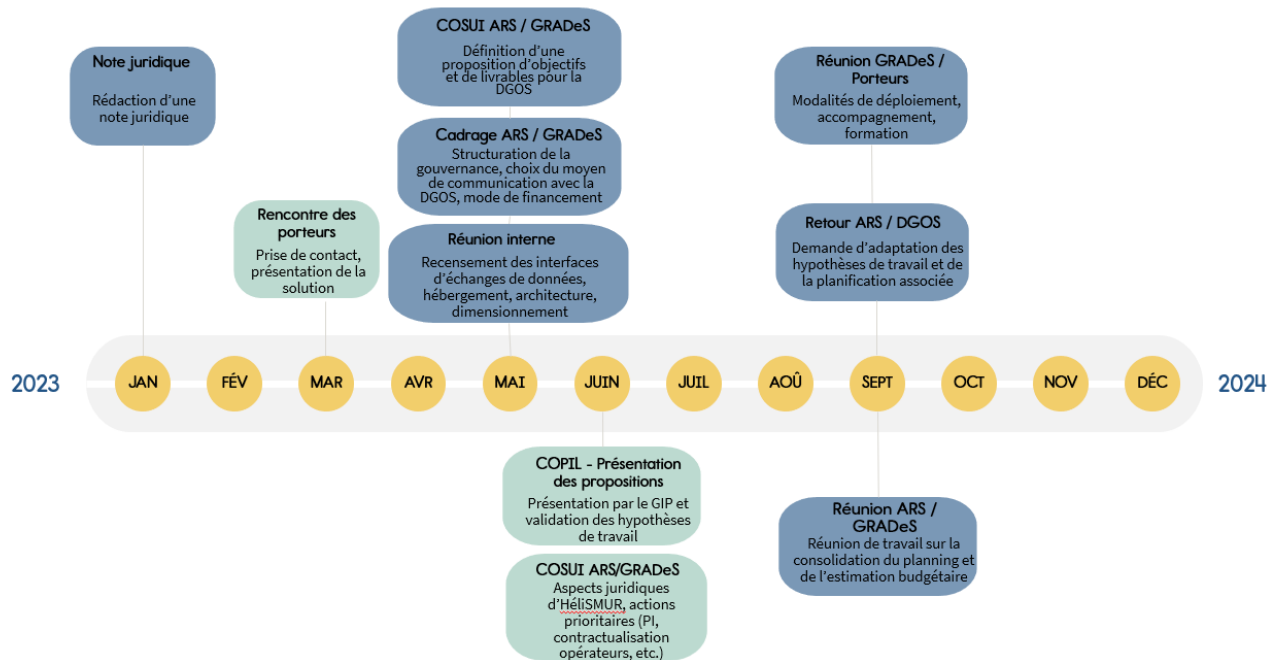 Note juridique
Rédaction d'une
note juridique
Rencontre des
porteurs
Prise de contact,
présentation de la
solution
COSUI ARS / GRADeS
Définition d'une
proposition d'objectifs
et de livrables pour la
DGOS
Cadrage ARS / GRADeS
Structuration de la
gouvernance, choix du moyen
de communication avec la
DGOS, mode de financement
Réunion interne
Recensement des interfaces
d'échanges de données,
hébergement, architecture,
dimensionnement
Réunion GRADeS /
Porteurs
Modalités de déploiement,
accompagnement,
formation
Retour ARS / DGOS
Demande d'adaptation des
hypothèses de travail et de
la planification associée
2023
JAN
FÉV
MAR
AVR
MAI
JUIN
JUIL
AOÛ
SEPT
OCT
NOV
DÉC
2024
COPIL - Présentation
des propositions
Présentation par le GIP et
validation des hypothèses
de travail
COSUI ARS/GRADeS
Aspects juridiques
d'HéliSMUR, actions
prioritaires (PI,
contractualisation
opérateurs, etc.)
Réunion ARS /
GRADeS
Réunion de travail sur la
consolidation du planning et
de l'estimation budgétaire